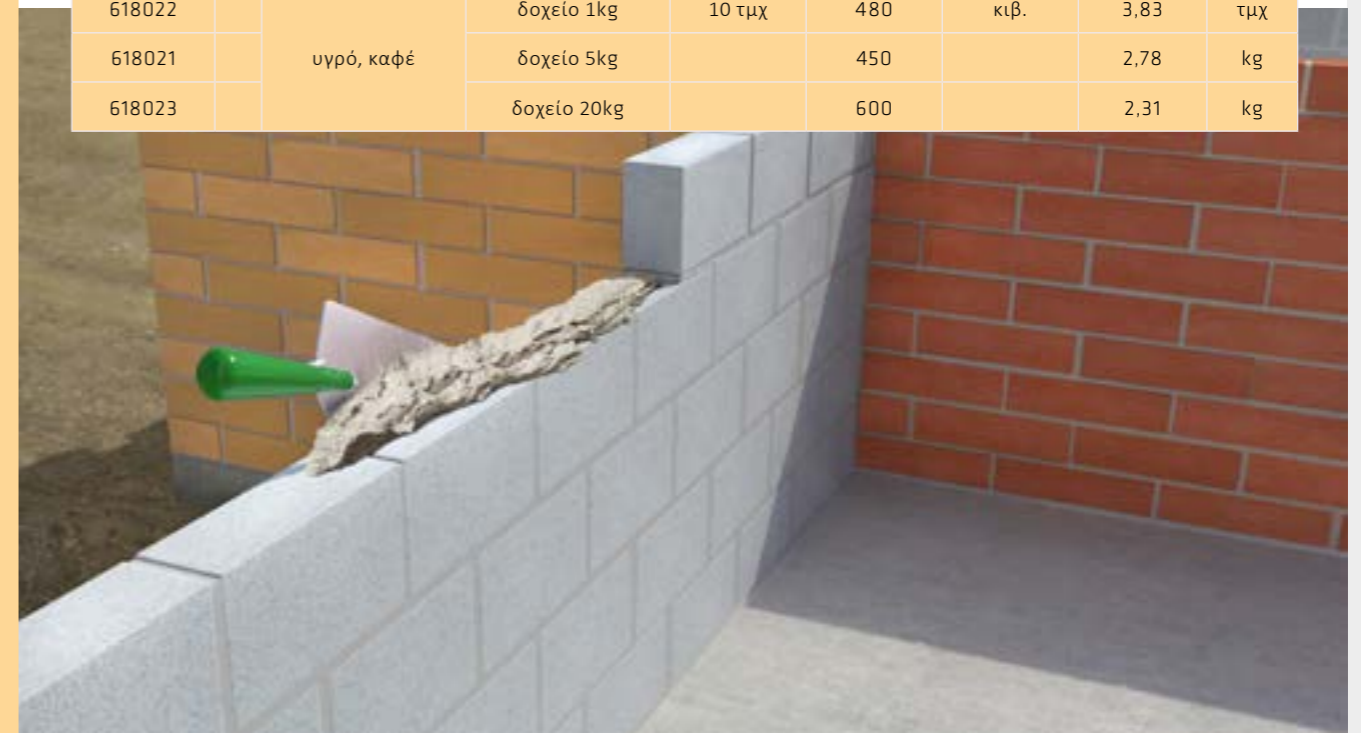 618022 δοχείο 1kg 10 τμχ 480 κιβ. 3,83 τμχ
618021 υγρό, καφέ δοχείο 5kg 450 2,78 kg
618023 δοχείο 20kg 600 2,31 kg